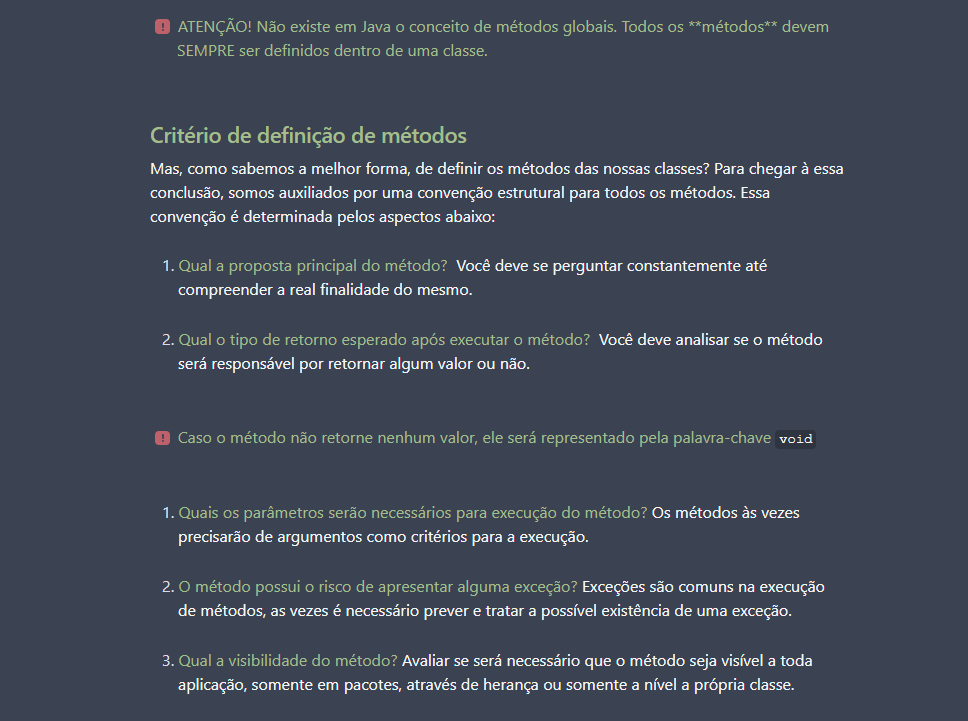 ATENÇÃO! Não existe em Java o conceito de métodos globais. Todos os **métodos** devem
SEMPRE ser definidos dentro de uma classe.
Critério de definição de métodos
Mas, como sabemos a melhor forma, de definir os métodos das nossas classes? Para chegar à essa
conclusão, somos auxiliados por uma convenção estrutural para todos os métodos. Essa
convenção é determinada pelos aspectos abaixo:
1. Qual a proposta principal do método?  Você deve se perguntar constantemente até
compreender a real finalidade do mesmo.
2. Qual o tipo de retorno esperado após executar o método?  Você deve analisar se o método
será responsável por retornar algum valor ou não.
Caso o método não retorne nenhum valor, ele será representado pela palavra-chave void
1. Quais os parâmetros serão necessários para execução do método? Os métodos às vezes
precisarão de argumentos como critérios para a execução.
2. O método possui o risco de apresentar alguma exceção? Exceções são comuns na execução
de métodos, as vezes é necessário prever e tratar a possível existência de uma exceção.
3. Qual a visibilidade do método? Avaliar se será necessário que o método seja visível a toda
aplicação, somente em pacotes, através de herança ou somente a nível a própria classe.